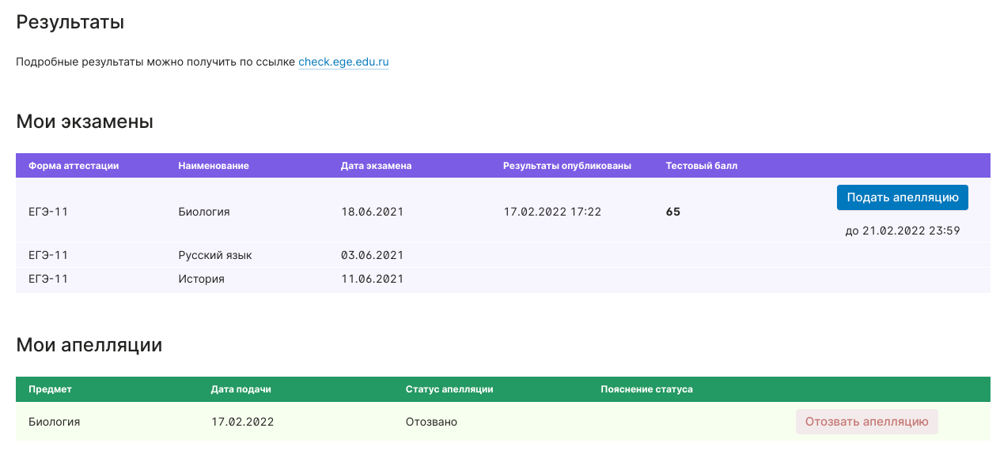 Результаты
Подробные результаты можно получить по ссылке check.ege.edu.ru
Мои экзамены
Форма аттестации Наименование Дата экзамена Результаты опубликованы Тестовый балл
Подать апелляцию
ЕГЭ-11 Биология 18.06.2021 17.02.2022 17:22 65
до 21.02.2022 23:59
ЕГЭ-11 Русский язык 03.06.2021
ЕГЭ-11 История 11.06.2021
Мои апелляции
Предмет Дата подачи Статус апелляции Пояснение статуса
Биология 17.02.2022 Отозвано Отозвать апелляцию